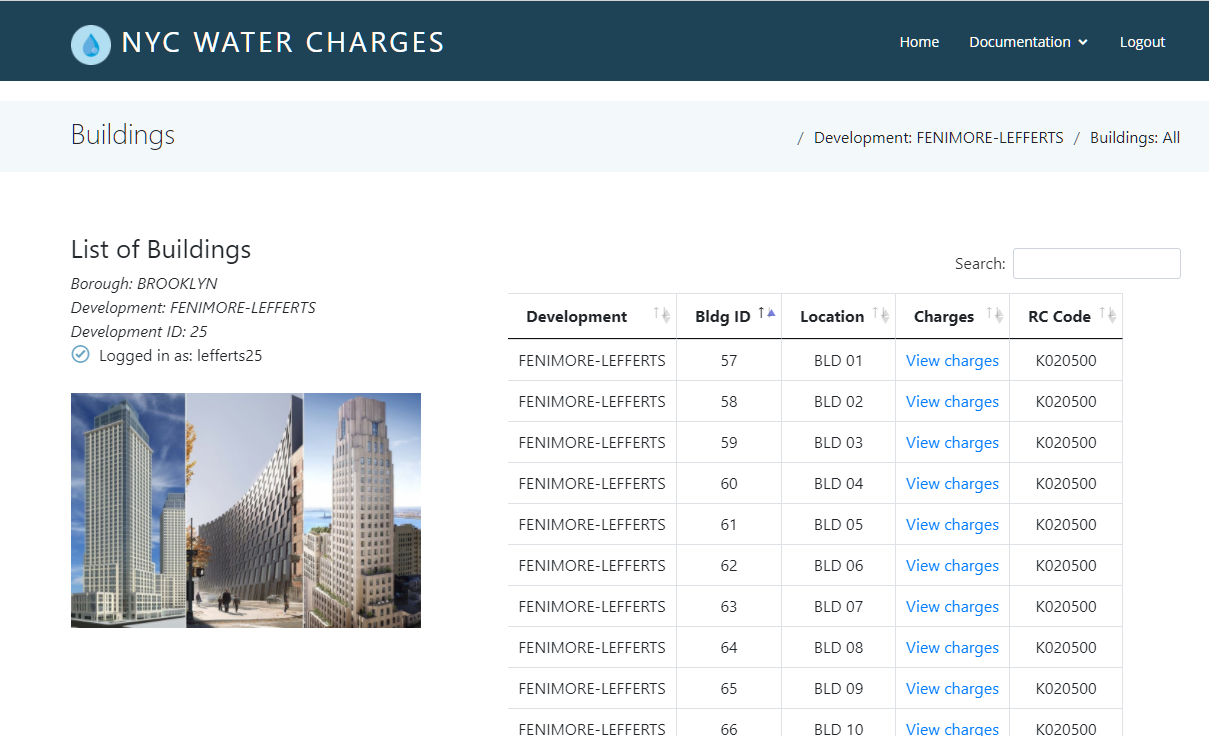 NYC WATER CHARGES
Home Documentation Logout
Buildings
/ Development: FENIMORE-LEFFERTS / Buildings: All
List of Buildings
Borough: BROOKLYN
Development: FENIMORE-LEFFERTS
Development ID: 25
Logged in as: lefferts25
Search:
Development Bldg ID Location Charges RC Code
FENIMORE-LEFFERTS 57 BLD 01 View charges K020500
FENIMORE-LEFFERTS 58 BLD 02 View charges K020500
FENIMORE-LEFFERTS 59 BLD 03 View charges K020500
FENIMORE-LEFFERTS 60 BLD 04 View charges K020500
FENIMORE-LEFFERTS 61 BLD 05 View charges K020500
FENIMORE-LEFFERTS 62 BLD 06 View charges K020500
FENIMORE-LEFFERTS 63 BLD 07 View charges K020500
FENIMORE-LEFFERTS 64 BLD 08 View charges K020500
FENIMORE-LEFFERTS 65 BLD 09 View charges K020500
FENIMORE-LEFFERTS 66 BLD 10 View charges K020500